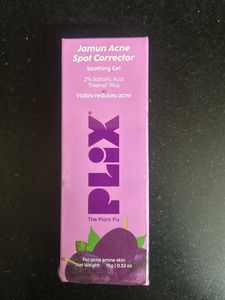 Jamun Acne
Spot Corrector
Soothing Gel
2% Salicylic Acid
Trikenol™ Plus
Visibly reduces acne
PLIX
The Plant Fix
For acne prone skin
Net Weight: 15g | 0.52 oz